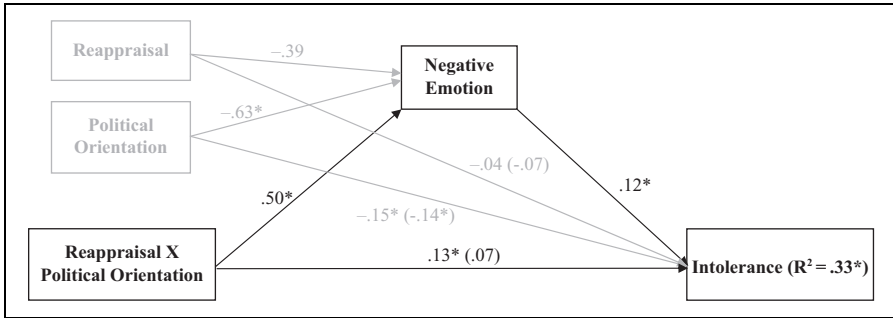 Reappraisal
–.39
Negative
Emotion
Political
Orientation
–.63*
–.04 (-.07)
.50*
.12*
–.15* (-.14*)
Reappraisal X
Political Orientation
.13* (.07)
Intolerance (R² = .33*)